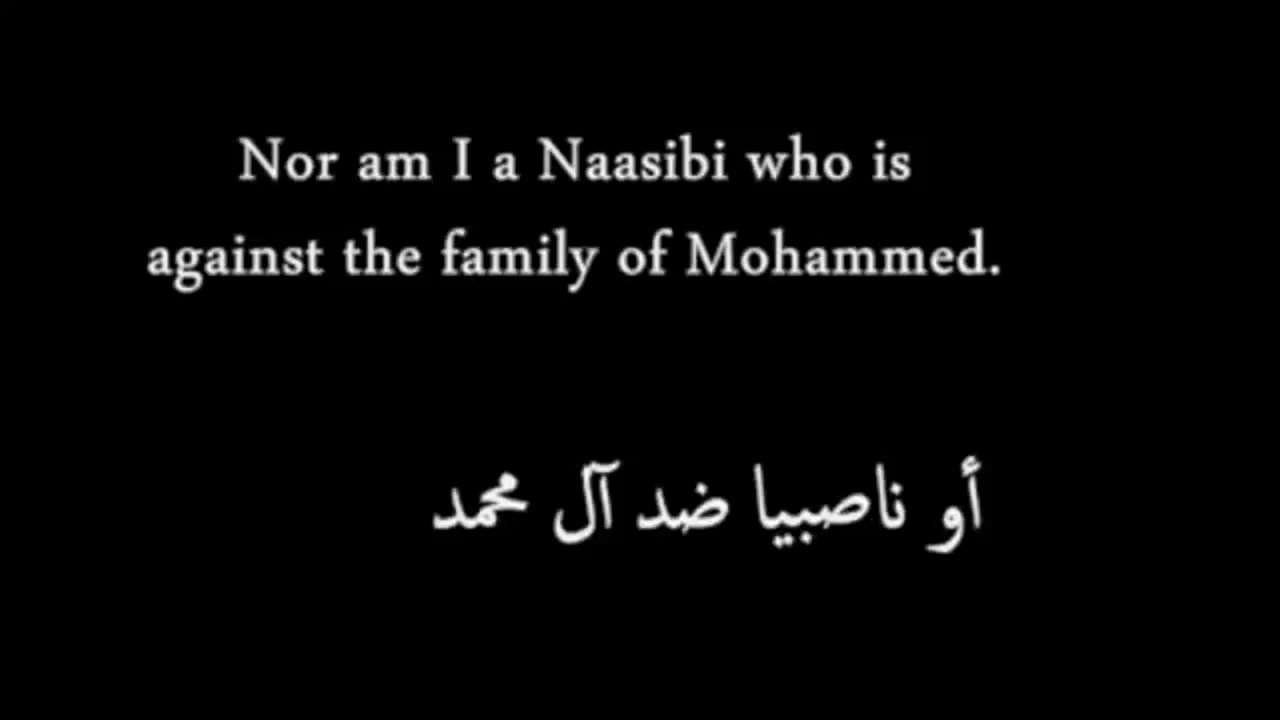 Nor am I a Naasibi who is
against the family of Mohammed.
أو ناصبيا ضد آل محمد